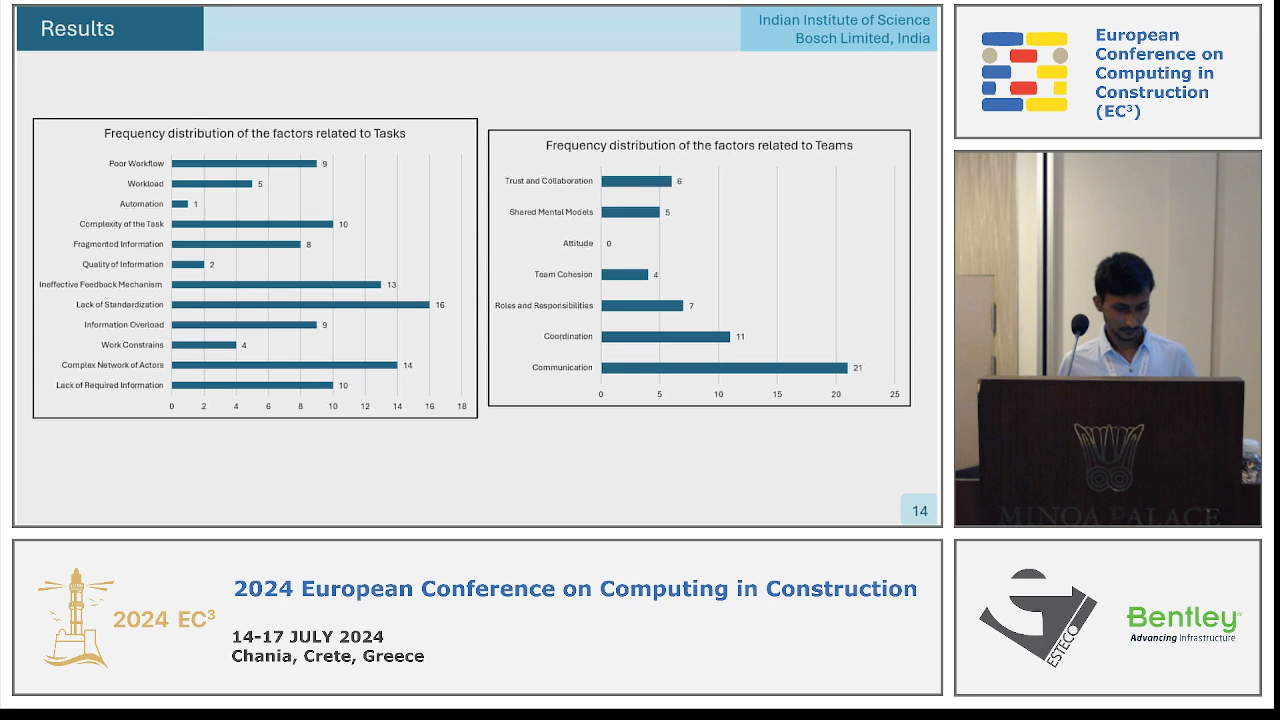 Results
Indian Institute of Science
Bosch Limited, India
Frequency distribution of the factors related to Tasks
Poor Workflow 9
Workload 5
Automation 1
Complexity of the Task 10
Fragmented Information 8
Quality of Information 2
Ineffective Feedback Mechanism 13
Lack of Standardization 16
Information Overload 9
Work Constrains 4
Complex Network of Actors 14
Lack of Required Information 10
0 2 4 6 8 10 12 14 16 18
Frequency distribution of the factors related to Teams
Trust and Collaboration 6
Shared Mental Models 5
Attitude 0
Team Cohesion 4
Roles and Responsibilities 7
Coordination 11
Communication 21
0 5 10 15 20 25
14
European
Conference on
Computing in
Construction
(EC³)
MINOA PALACE
2024 EC³
2024 European Conference on Computing in Construction
14-17 JULY 2024
Chania, Crete, Greece
ESTECO
Bentley
Advancing Infrastructure